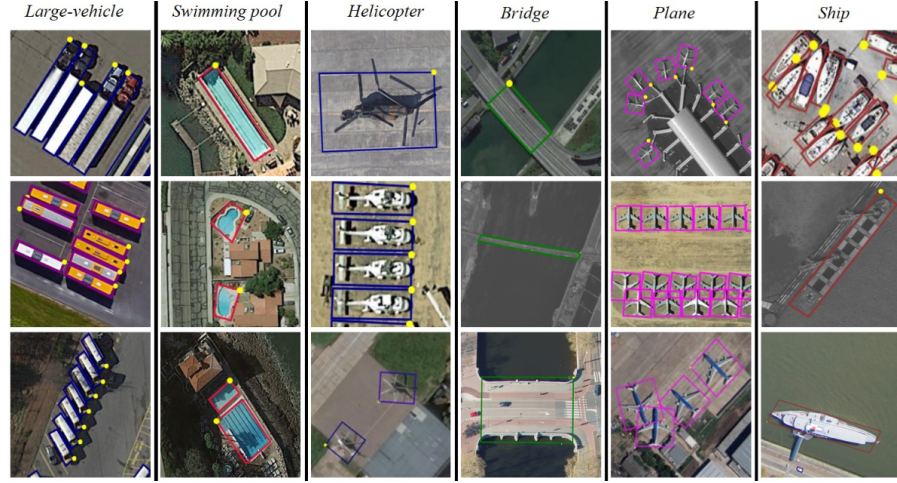 Large-vehicle
Swimming pool
Helicopter
Bridge
Plane
Ship